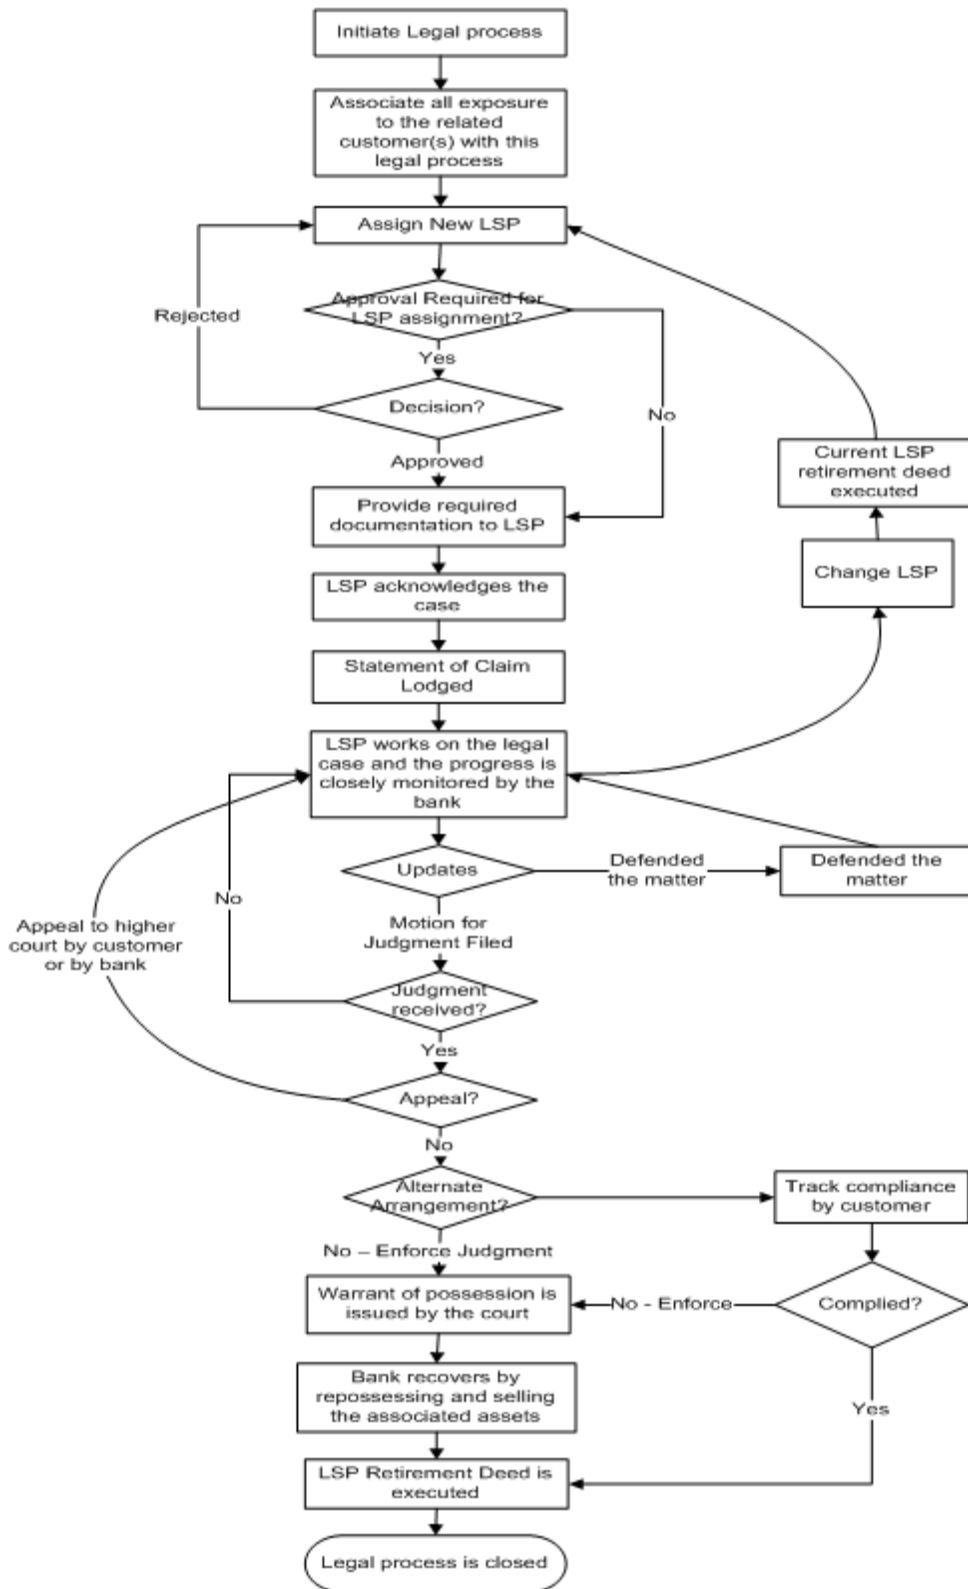 Initiate Legal process
Associate all exposure
to the related
customer(s) with this
legal process
Assign New LSP
Approval Required for
LSP assignment?
Rejected
Yes
Decision?
No
Approved
Current LSP
retirement deed
executed
Provide required
documentation to LSP
Change LSP
LSP acknowledges the
case
Statement of Claim
Lodged
LSP works on the legal
case and the progress is
closely monitored by the
bank
Updates
Defended
the matter
Defended the
matter
No
Motion for
Judgment Filed
Appeal to higher
court by customer
or by bank
Judgment
received?
Yes
Appeal?
No
Alternate
Arrangement?
Track compliance
by customer
No – Enforce Judgment
Warrant of possession is
issued by the court
No - Enforce
Complied?
Bank recovers by
repossessing and selling
the associated assets
Yes
LSP Retirement Deed is
executed
Legal process is closed